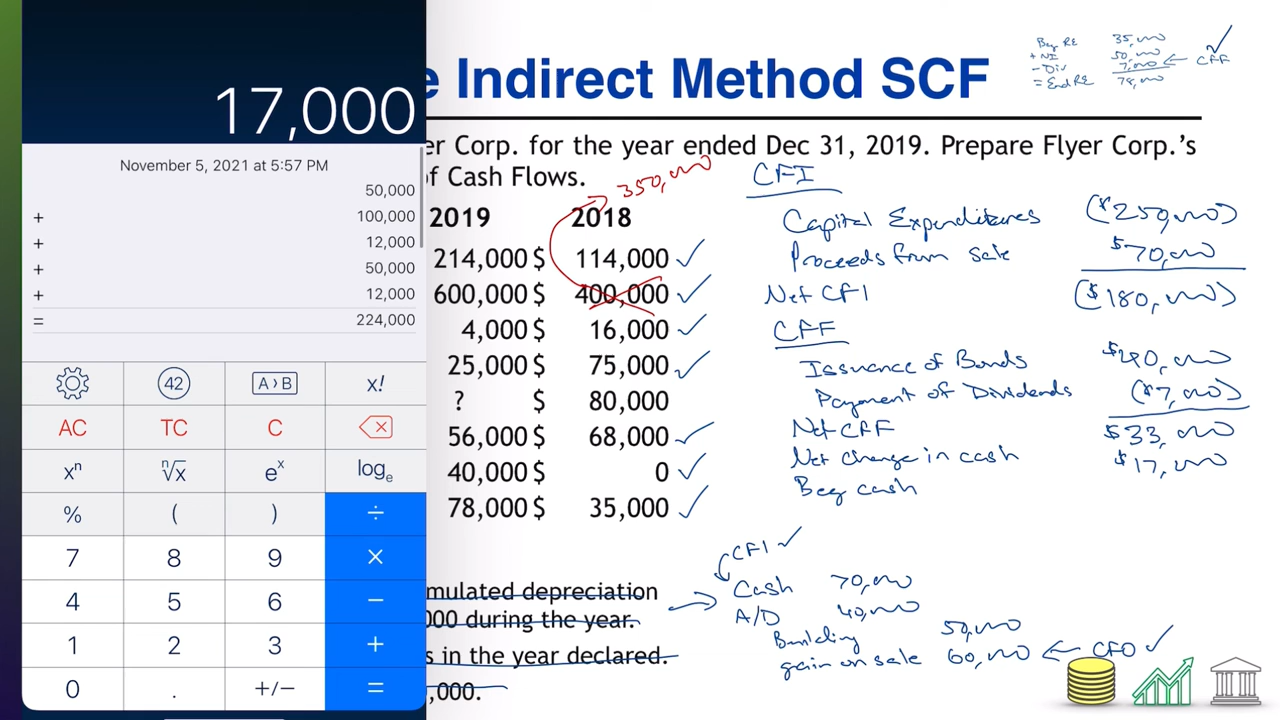 17,000
November 5, 2021 at 5:57 PM
50,000
+ 100,000
+ 12,000
+ 50,000
+ 12,000
= 224,000
42 A›B x!
AC TC C
xⁿ ⁿ√x eˣ logₑ
% ( ) ÷
7 8 9 ×
4 5 6 −
1 2 3 +
0 . +/− =
e Indirect Method SCF
Beg RE 35,000
+ NI 50,000
- Div 7,000 ← CFF ✓
= End RE 78,000
er Corp. for the year ended Dec 31, 2019. Prepare Flyer Corp.'s
f Cash Flows.
350,000
2019 2018
214,000 $ 114,000 ✓
600,000 $ 400,000 ✓
4,000 $ 16,000 ✓
25,000 $ 75,000 ✓
? $ 80,000
56,000 $ 68,000 ✓
40,000 $ 0 ✓
78,000 $ 35,000 ✓
mulated depreciation
000 during the year.
s in the year declared.
,000.
CFI
Capital Expenditures ($250,000)
Proceeds from sale $70,000
Net CFI ($180,000)
CFF
Issuance of Bonds $40,000
Payment of Dividends ($7,000)
Net CFF $33,000
Net change in cash $17,000
Beg cash
CFI ✓
Cash 70,000
A/D 40,000
Building 50,000
gain on sale 60,000 ← CFO ✓